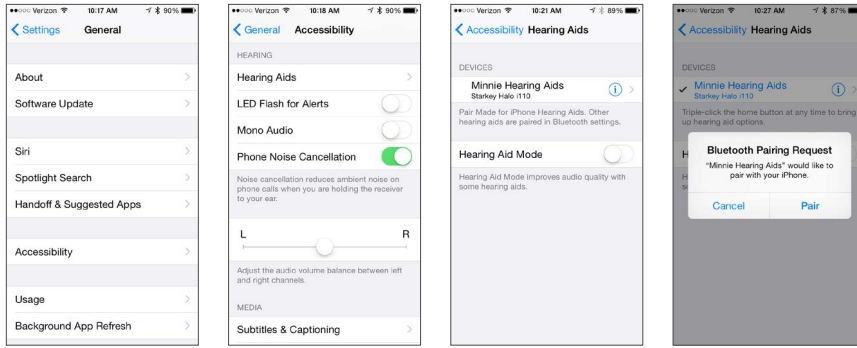 ●●○○○ Verizon 10:17 AM 90%
Settings General
About
Software Update
Siri
Spotlight Search
Handoff & Suggested Apps
Accessibility
Usage
Background App Refresh
●●○○○ Verizon 10:18 AM 90%
General Accessibility
HEARING
Hearing Aids
LED Flash for Alerts
Mono Audio
Phone Noise Cancellation
Noise cancellation reduces ambient noise on
phone calls when you are holding the receiver
to your ear.
L R
Adjust the audio volume balance between left
and right channels.
MEDIA
Subtitles & Captioning
●●○○○ Verizon 10:21 AM 89%
Accessibility Hearing Aids
DEVICES
Minnie Hearing Aids
Starkey Halo i110
Pair Made for iPhone Hearing Aids. Other
hearing aids are paired in Bluetooth settings.
Hearing Aid Mode
Hearing Aid Mode improves audio quality with
some hearing aids.
●●○○○ Verizon 10:27 AM 87%
Accessibility Hearing Aids
DEVICES
Minnie Hearing Aids
Starkey Halo i110
Triple-click the home button at any time to bring
up hearing aid options.
Bluetooth Pairing Request
“Minnie Hearing Aids” would like to
pair with your iPhone.
Cancel Pair